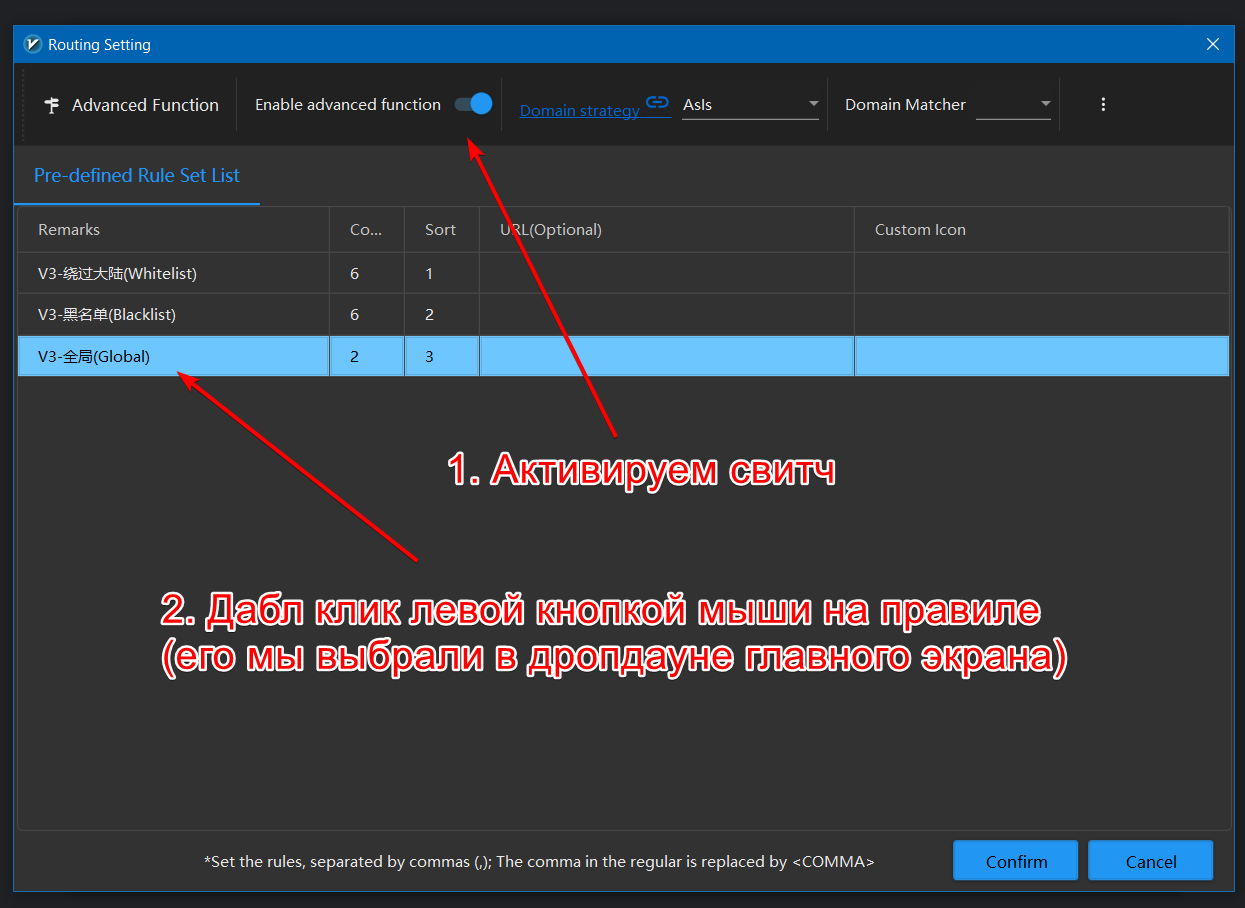 Routing Setting
Advanced Function
Enable advanced function
Domain strategy
AsIs
Domain Matcher
Pre-defined Rule Set List
Remarks Co... Sort URL(Optional) Custom Icon
V3-绕过大陆(Whitelist) 6 1
V3-黑名单(Blacklist) 6 2
V3-全局(Global) 2 3
1. Активируем свитч
2. Дабл клик левой кнопкой мыши на правиле
(его мы выбрали в дропдауне главного экрана)
*Set the rules, separated by commas (,); The comma in the regular is replaced by <COMMA>
Confirm
Cancel